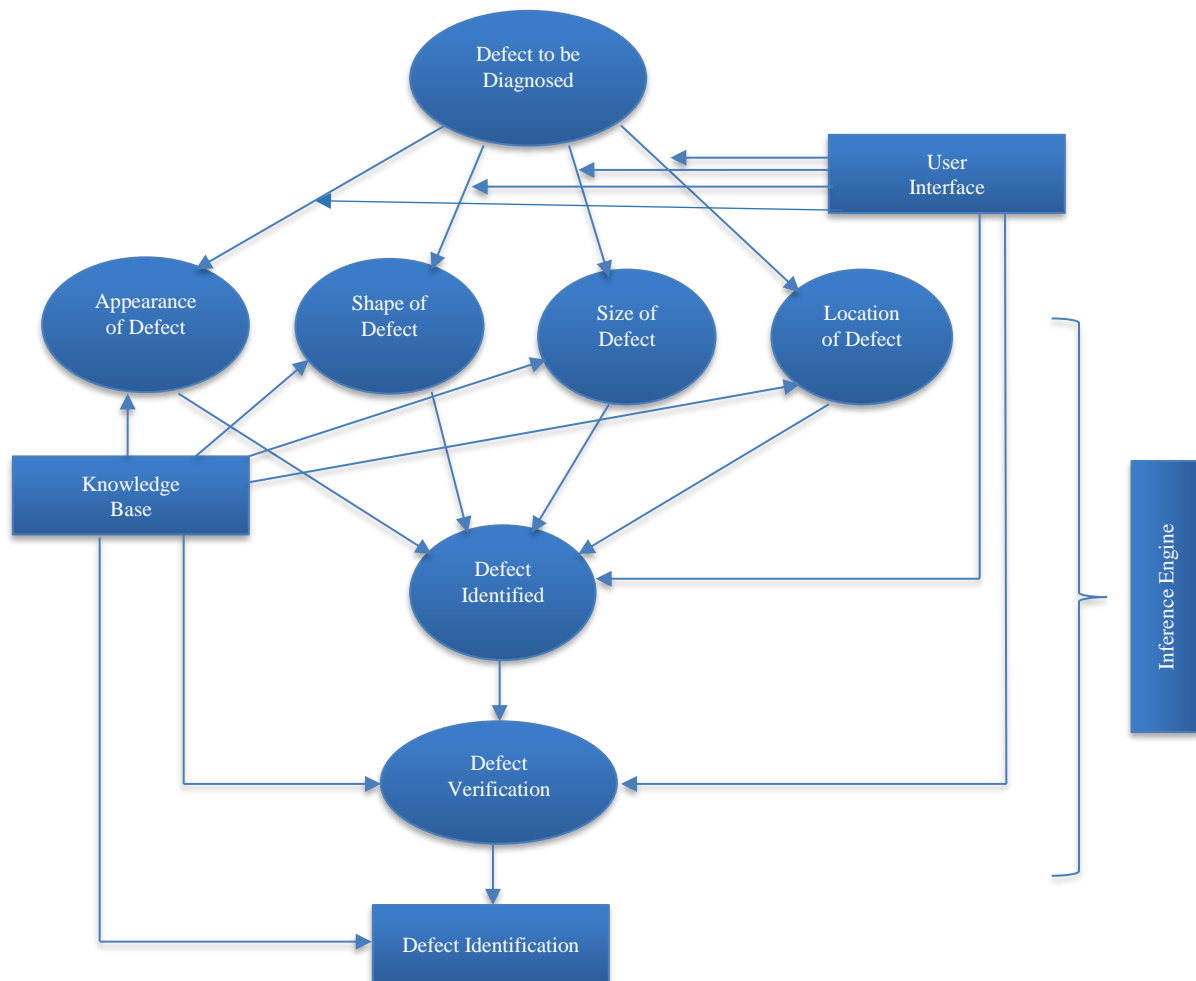 Defect to be
Diagnosed
User
Interface
Appearance
of Defect
Shape of
Defect
Size of
Defect
Location
of Defect
Knowledge
Base
Defect
Identified
Inference Engine
Defect
Verification
Defect Identification